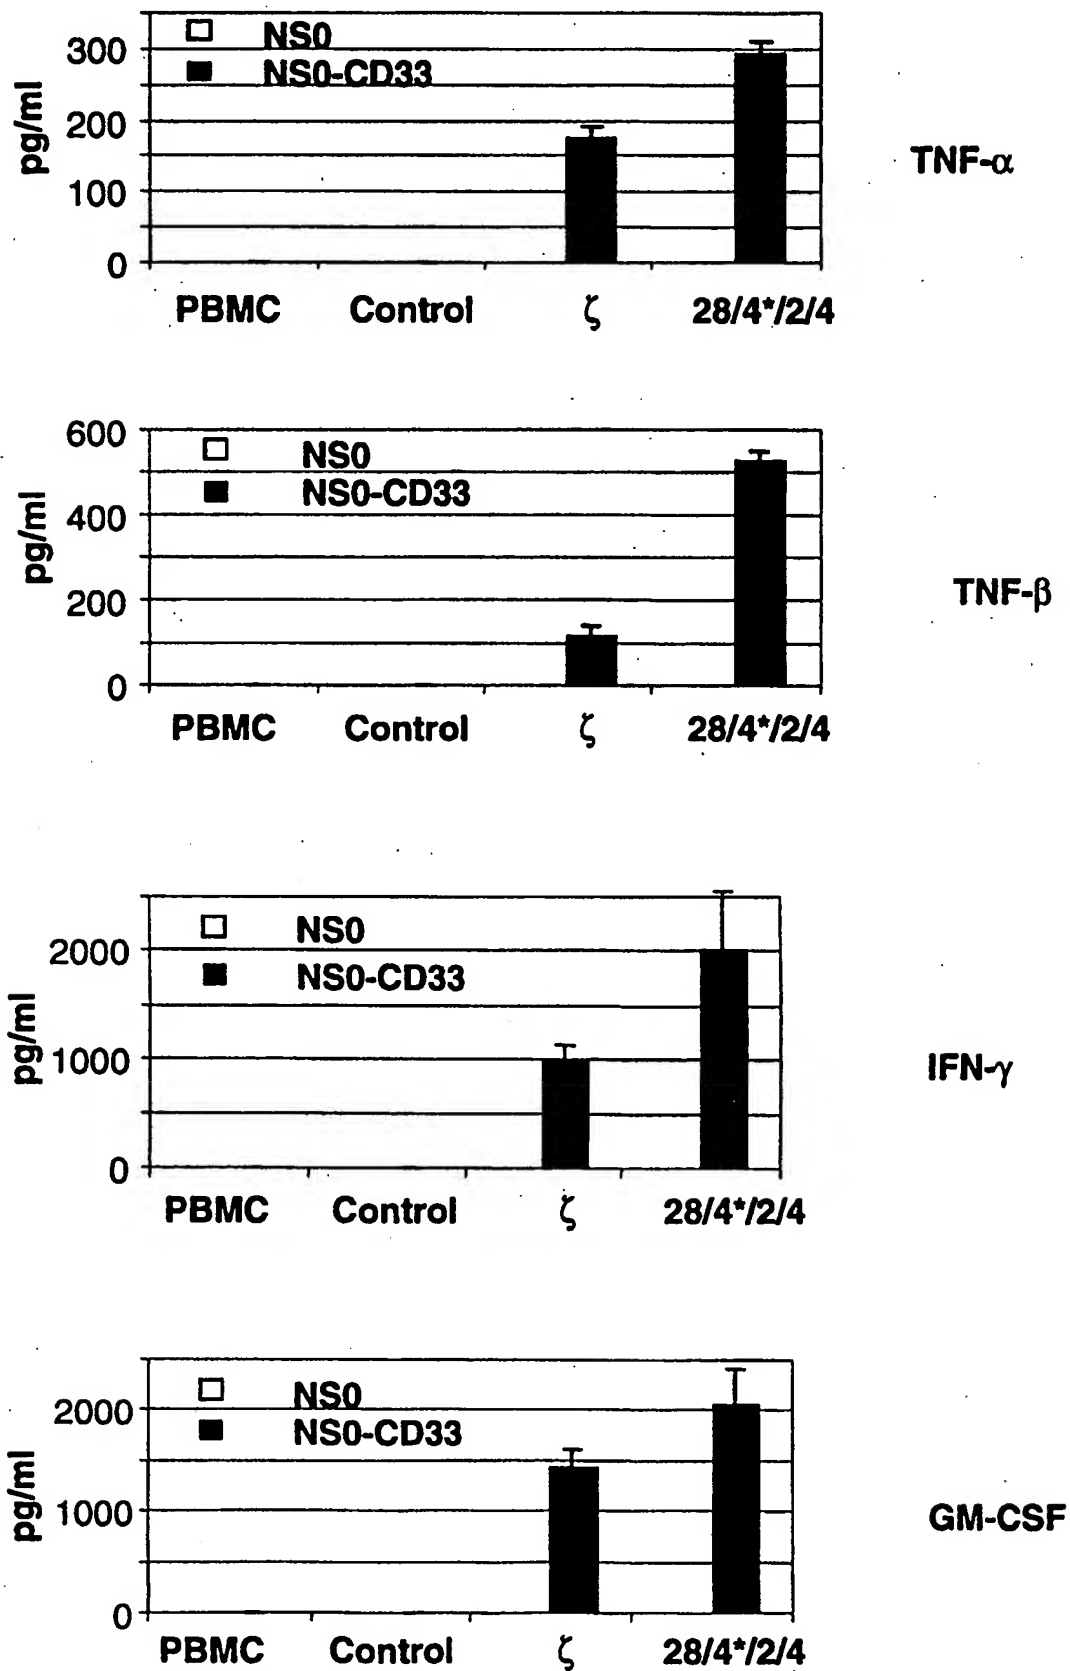 300
200
100
0
pg/ml
NS0
NS0-CD33
TNF-α
PBMC Control ζ 28/4*/2/4
600
400
200
0
pg/ml
NS0
NS0-CD33
TNF-β
PBMC Control ζ 28/4*/2/4
2000
1000
0
pg/ml
NS0
NS0-CD33
IFN-γ
PBMC Control ζ 28/4*/2/4
2000
1000
0
pg/ml
NS0
NS0-CD33
GM-CSF
PBMC Control ζ 28/4*/2/4